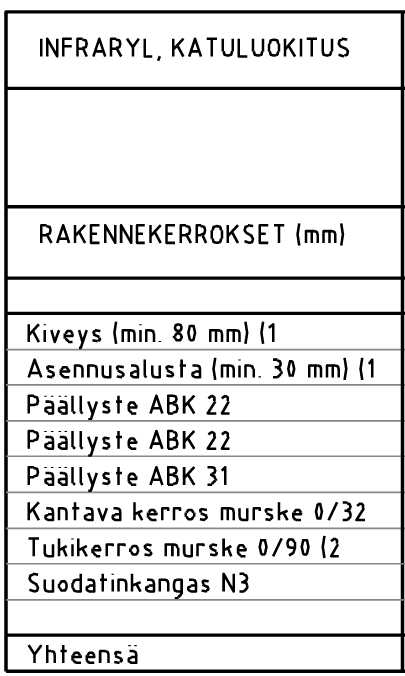 INFRARYL, KATULUOKITUS
RAKENNEKERROKSET (mm)
Kiveys (min. 80 mm) (1
Asennusalusta (min. 30 mm) (1
Päällyste ABK 22
Päällyste ABK 22
Päällyste ABK 31
Kantava kerros murske 0/32
Tukikerros murske 0/90 (2
Suodatinkangas N3
Yhteensä